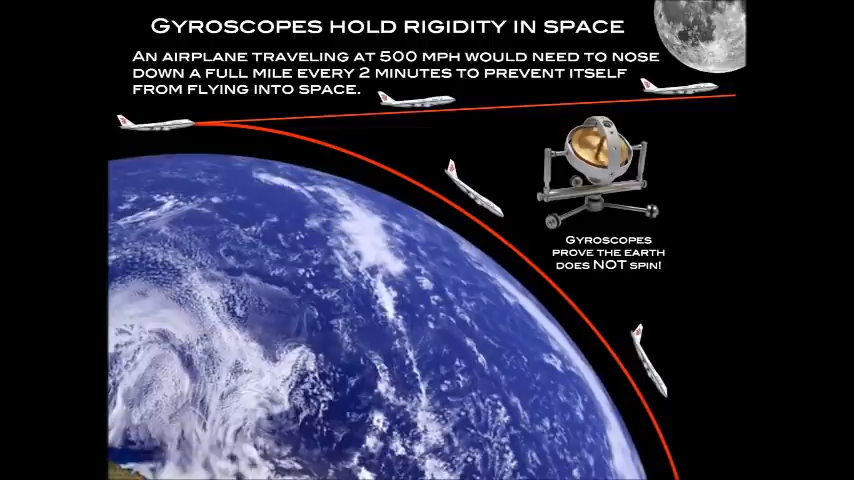 GYROSCOPES HOLD RIGIDITY IN SPACE
AN AIRPLANE TRAVELING AT 500 MPH WOULD NEED TO NOSE
DOWN A FULL MILE EVERY 2 MINUTES TO PREVENT ITSELF
FROM FLYING INTO SPACE.
GYROSCOPES
PROVE THE EARTH
DOES NOT SPIN!